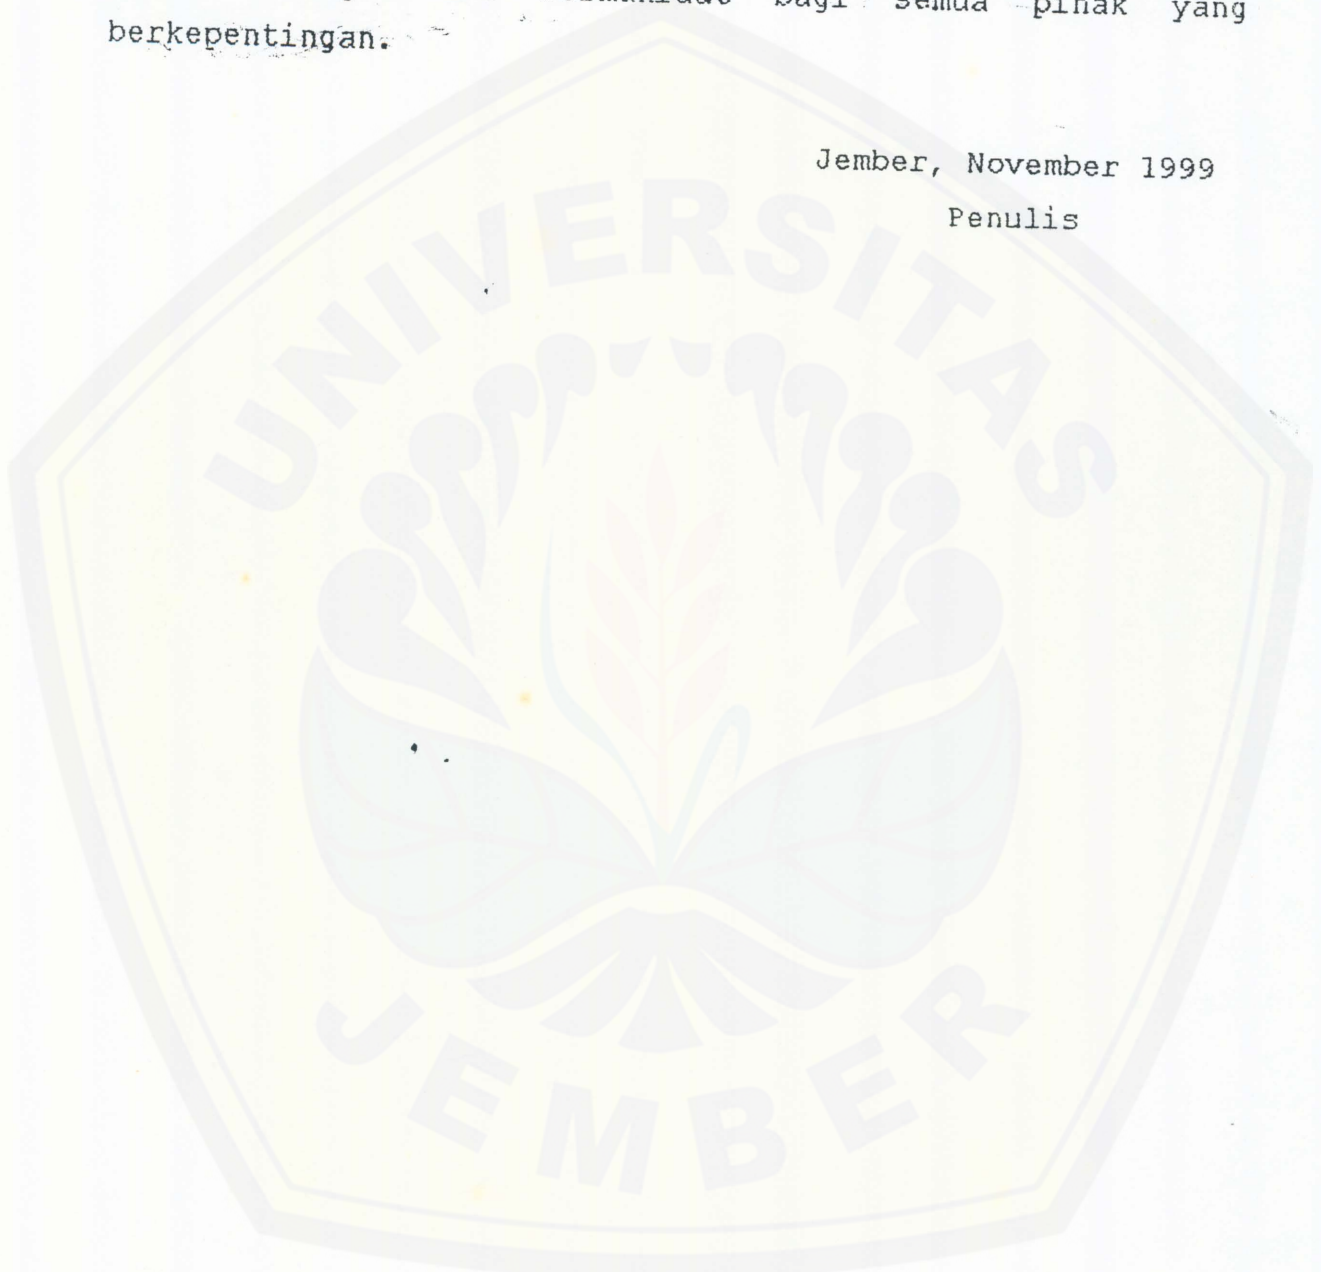 bagi semua pihak yang
berkepentingan.
Jember, November 1999
Penulis
UNIVERSITAS
JEMBER